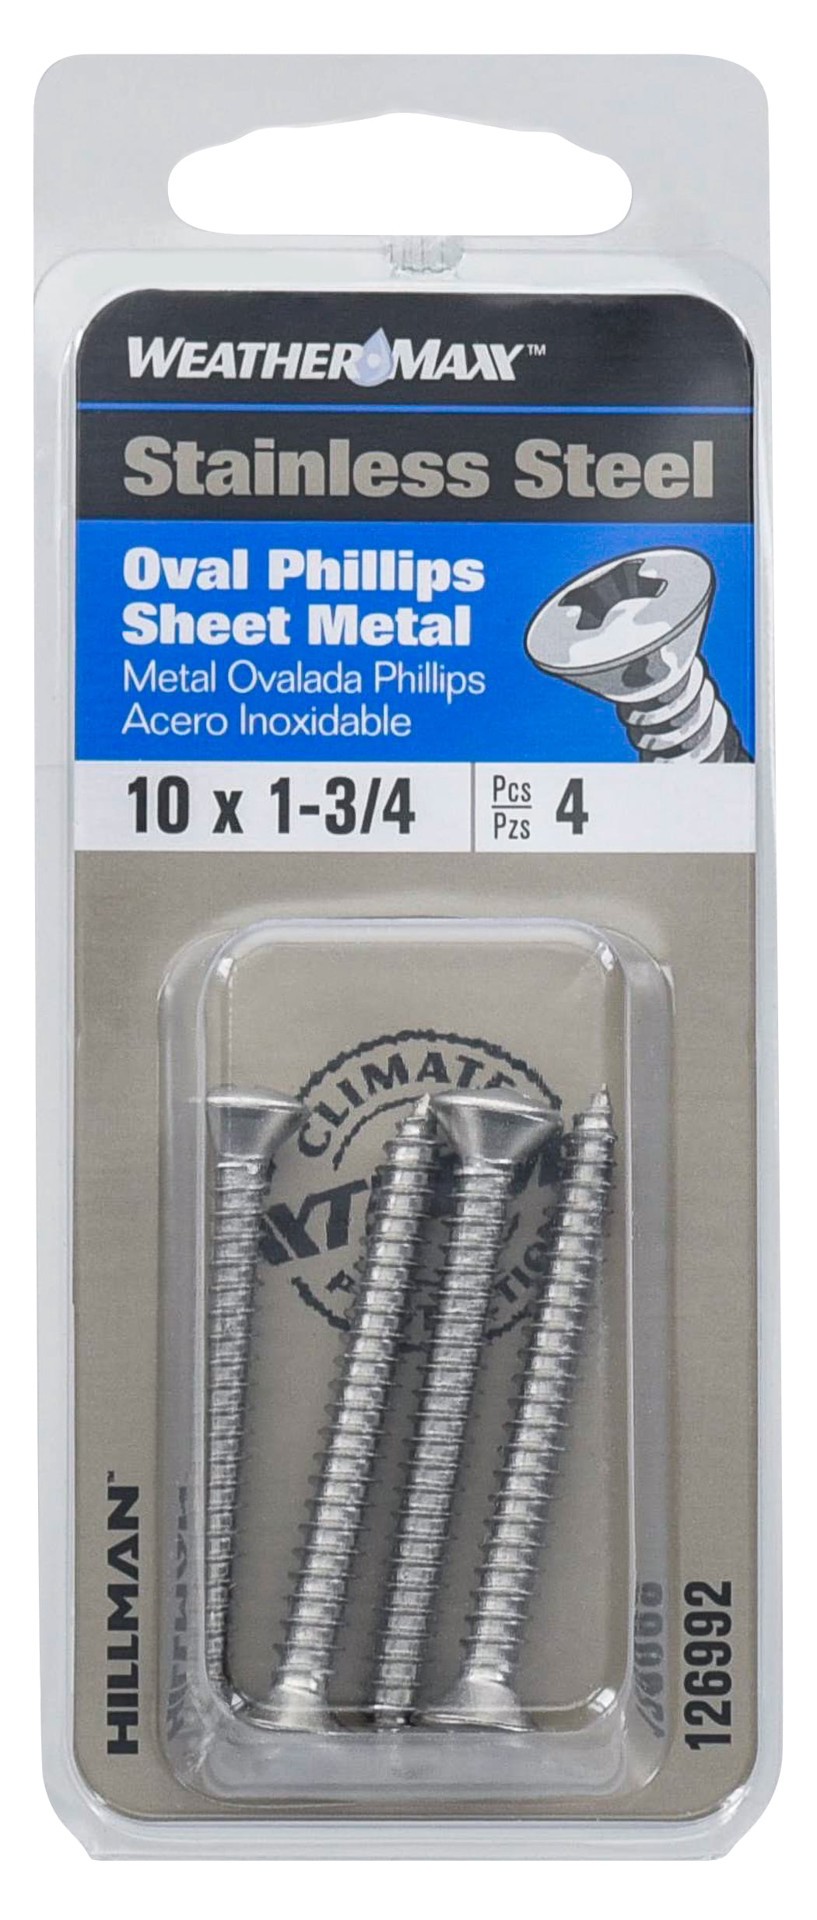 WEATHERMAXX™
Stainless Steel
Oval Phillips
Sheet Metal
Metal Ovalada Phillips
Acero Inoxidable
10 x 1-3/4
Pcs
Pzs
4
CLIMATE
HILLMAN™
126992